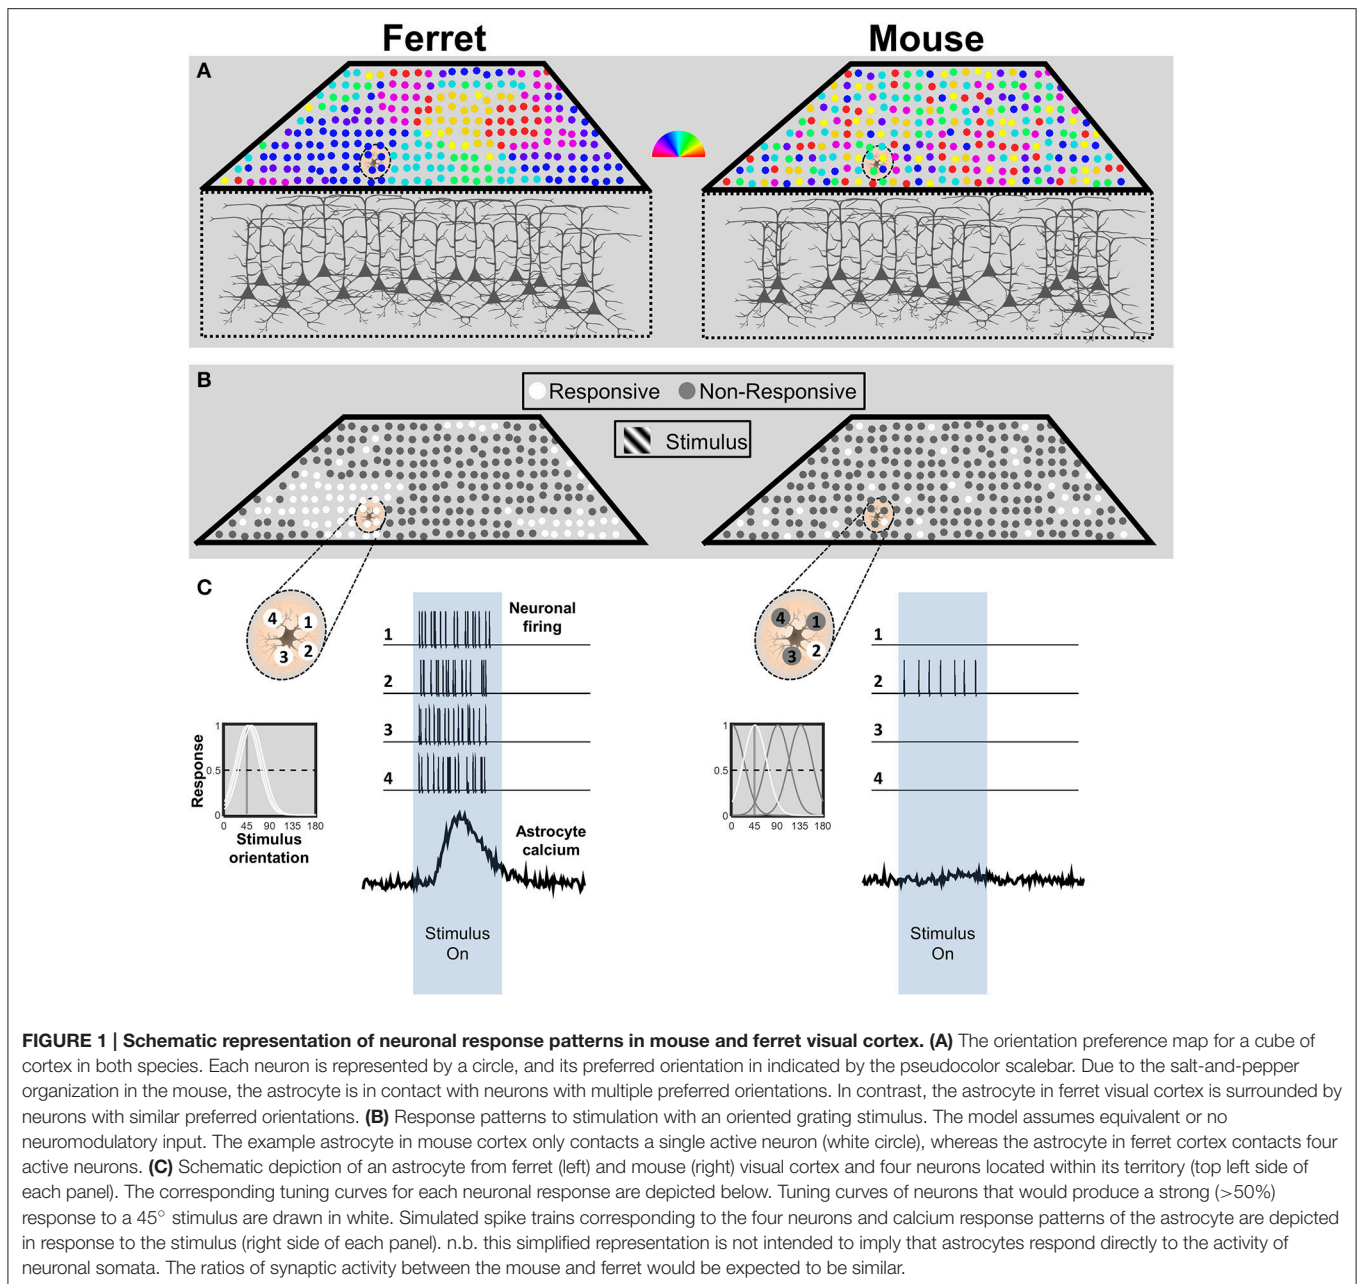 Ferret
Mouse
A
B
Responsive
Non-Responsive
Stimulus
C
4
1
3
2
1
2
3
4
Neuronal
firing
Response
1
0.5
0
0 45 90 135 180
Stimulus
orientation
Astrocyte
calcium
Stimulus
On
4
1
3
2
1
2
3
4
1
0.5
0
0 45 90 135 180
Stimulus
On
FIGURE 1 | Schematic representation of neuronal response patterns in mouse and ferret visual cortex. (A) The orientation preference map for a cube of
cortex in both species. Each neuron is represented by a circle, and its preferred orientation in indicated by the pseudocolor scalebar. Due to the salt-and-pepper
organization in the mouse, the astrocyte is in contact with neurons with multiple preferred orientations. In contrast, the astrocyte in ferret visual cortex is surrounded by
neurons with similar preferred orientations. (B) Response patterns to stimulation with an oriented grating stimulus. The model assumes equivalent or no
neuromodulatory input. The example astrocyte in mouse cortex only contacts a single active neuron (white circle), whereas the astrocyte in ferret cortex contacts four
active neurons. (C) Schematic depiction of an astrocyte from ferret (left) and mouse (right) visual cortex and four neurons located within its territory (top left side of
each panel). The corresponding tuning curves for each neuronal response are depicted below. Tuning curves of neurons that would produce a strong (>50%)
response to a 45° stimulus are drawn in white. Simulated spike trains corresponding to the four neurons and calcium response patterns of the astrocyte are depicted
in response to the stimulus (right side of each panel). n.b. this simplified representation is not intended to imply that astrocytes respond directly to the activity of
neuronal somata. The ratios of synaptic activity between the mouse and ferret would be expected to be similar.